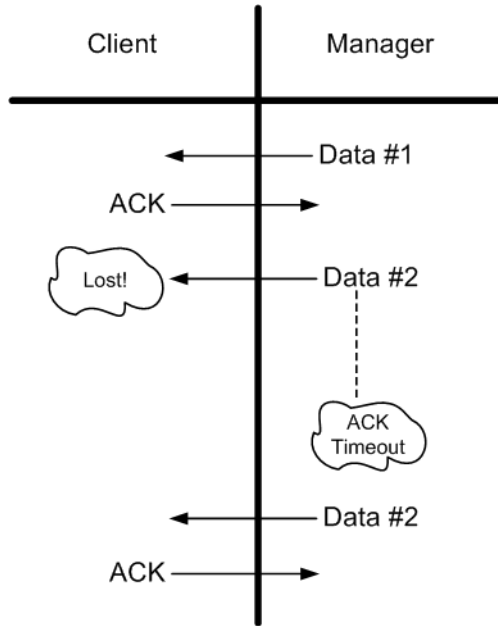 Client
Manager
Data #1
ACK
Lost!
Data #2
ACK
Timeout
Data #2
ACK